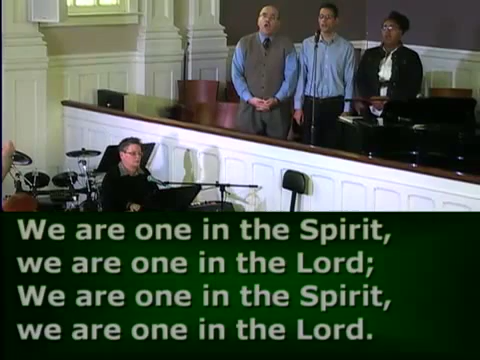 We are one in the Spirit,
we are one in the Lord;
We are one in the Spirit,
we are one in the Lord.